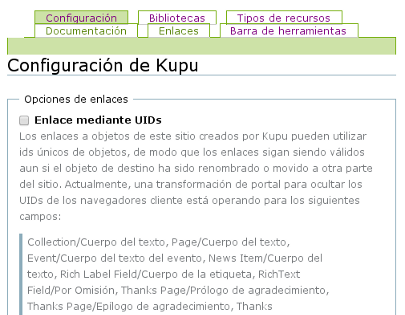 Configuración Bibliotecas Tipos de recursos
Documentación Enlaces Barra de herramientas
Configuración de Kupu
Opciones de enlaces
Enlace mediante UIDs
Los enlaces a objetos de este sitio creados por Kupu pueden utilizar
ids únicos de objetos, de modo que los enlaces sigan siendo válidos
aun si el objeto de destino ha sido renombrado o movido a otra parte
del sitio. Actualmente, una transformación de portal para ocultar los
UIDs de los navegadores cliente está operando para los siguientes
campos:
Collection/Cuerpo del texto, Page/Cuerpo del texto,
Event/Cuerpo del texto del evento, News Item/Cuerpo del
texto, Rich Label Field/Cuerpo de la etiqueta, RichText
Field/Por Omisión, Thanks Page/Prólogo de agradecimiento,
Thanks Page/Epílogo de agradecimiento, Thanks